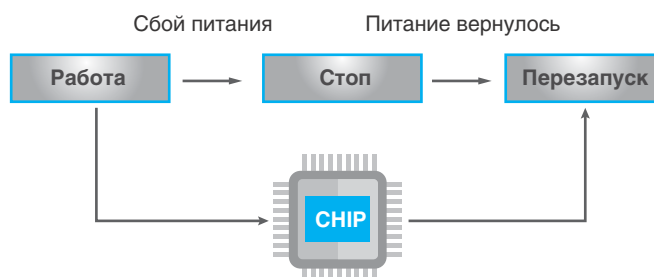 Сбой питания
Питание вернулось
Работа
Стоп
Перезапуск
CHIP